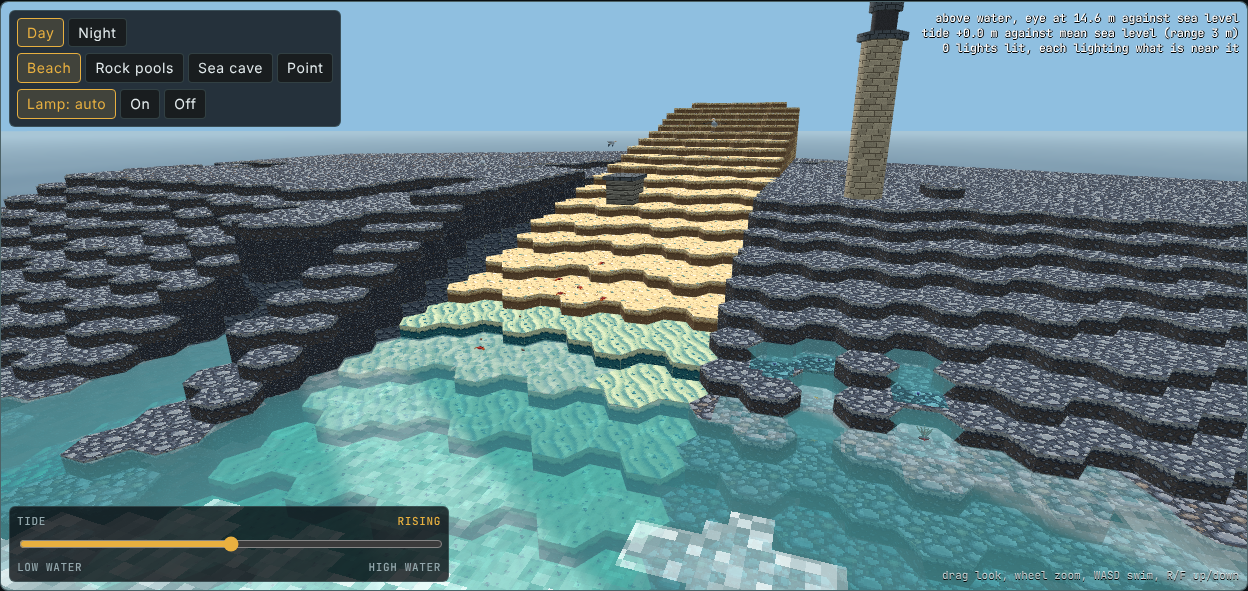 Day Night
Beach Rock pools Sea cave Point
Lamp: auto On Off
above water, eye at 14.6 m against sea level
tide +0.0 m against mean sea level (range 3 m)
0 lights lit, each lighting what is near it
TIDE RISING
LOW WATER HIGH WATER
drag look, wheel zoom, WASD swim, R/F up/down